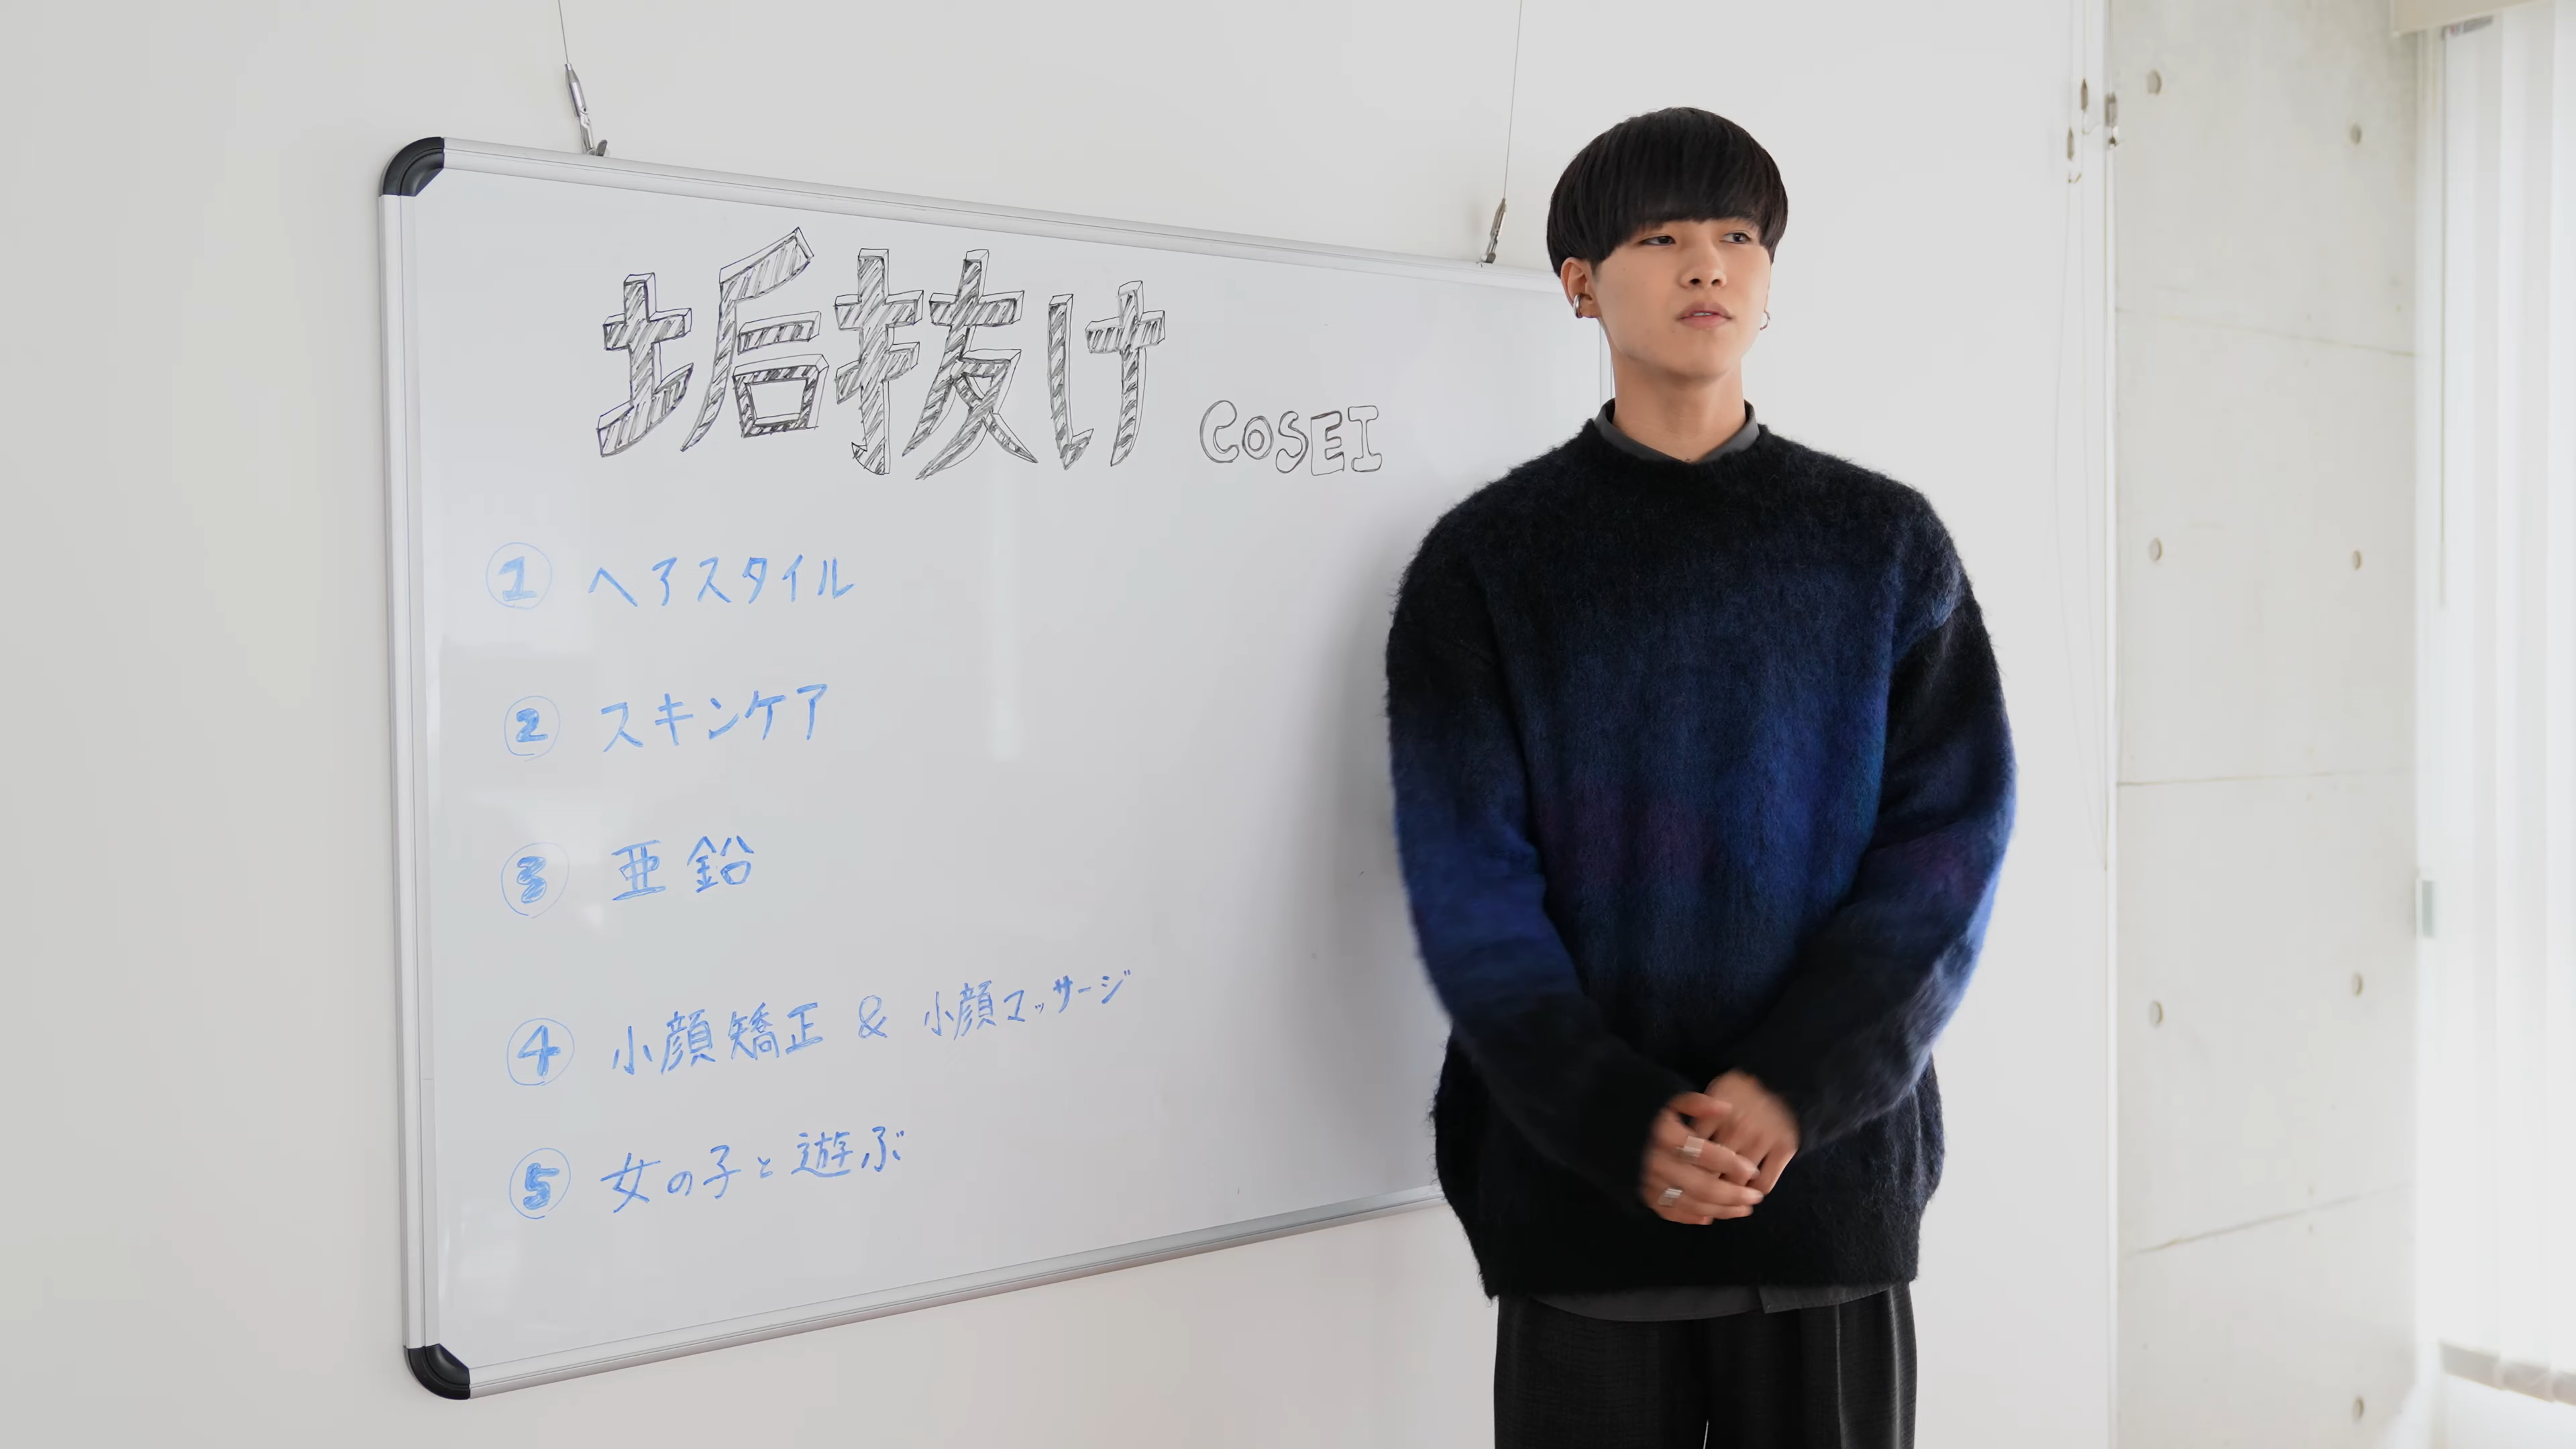 垢抜け COSEI
① ヘアスタイル
② スキンケア
③ 亜鉛
④ 小顔矯正 & 小顔マッサージ
⑤ 女の子と遊ぶ